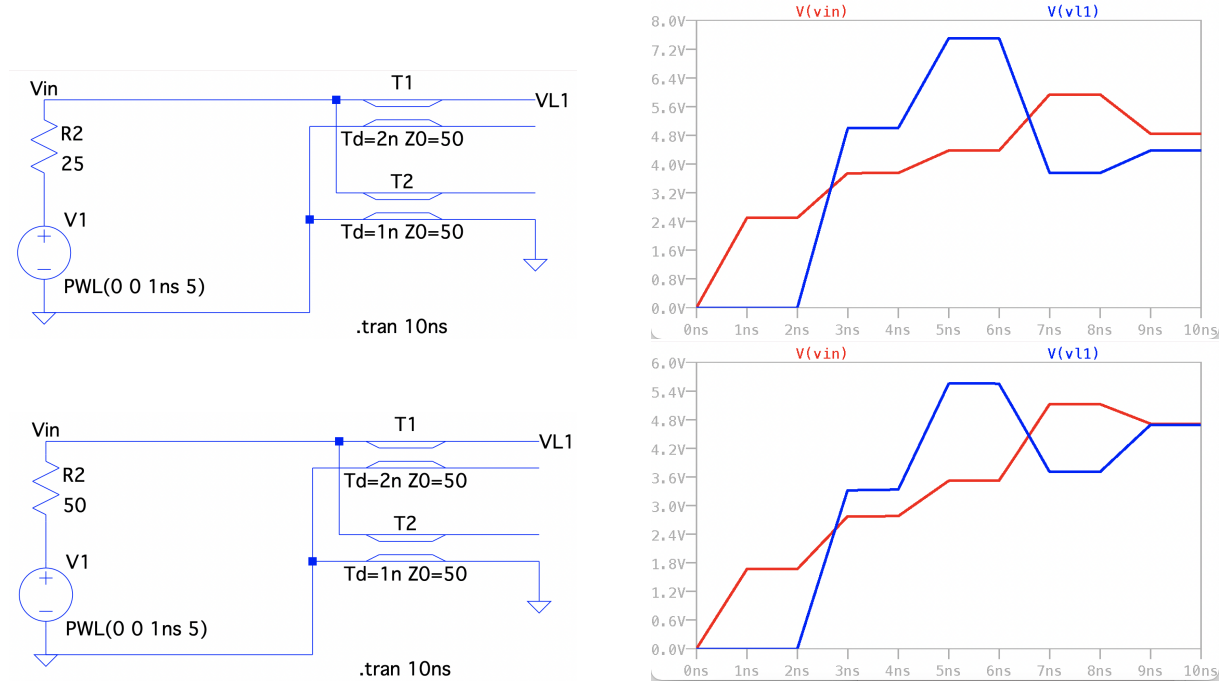 Vin
R2
25
V1
PWL(0 0 1ns 5)
T1
VL1
Td=2n Z0=50
T2
Td=1n Z0=50
.tran 10ns
V(vin) V(vl1)
8.0V
7.2V
6.4V
5.6V
4.8V
4.0V
3.2V
2.4V
1.6V
0.8V
0.0V
0ns 1ns 2ns 3ns 4ns 5ns 6ns 7ns 8ns 9ns 10ns
Vin
R2
50
V1
PWL(0 0 1ns 5)
T1
VL1
Td=2n Z0=50
T2
Td=1n Z0=50
.tran 10ns
V(vin) V(vl1)
6.0V
5.4V
4.8V
4.2V
3.6V
3.0V
2.4V
1.8V
1.2V
0.6V
0.0V
0ns 1ns 2ns 3ns 4ns 5ns 6ns 7ns 8ns 9ns 10ns